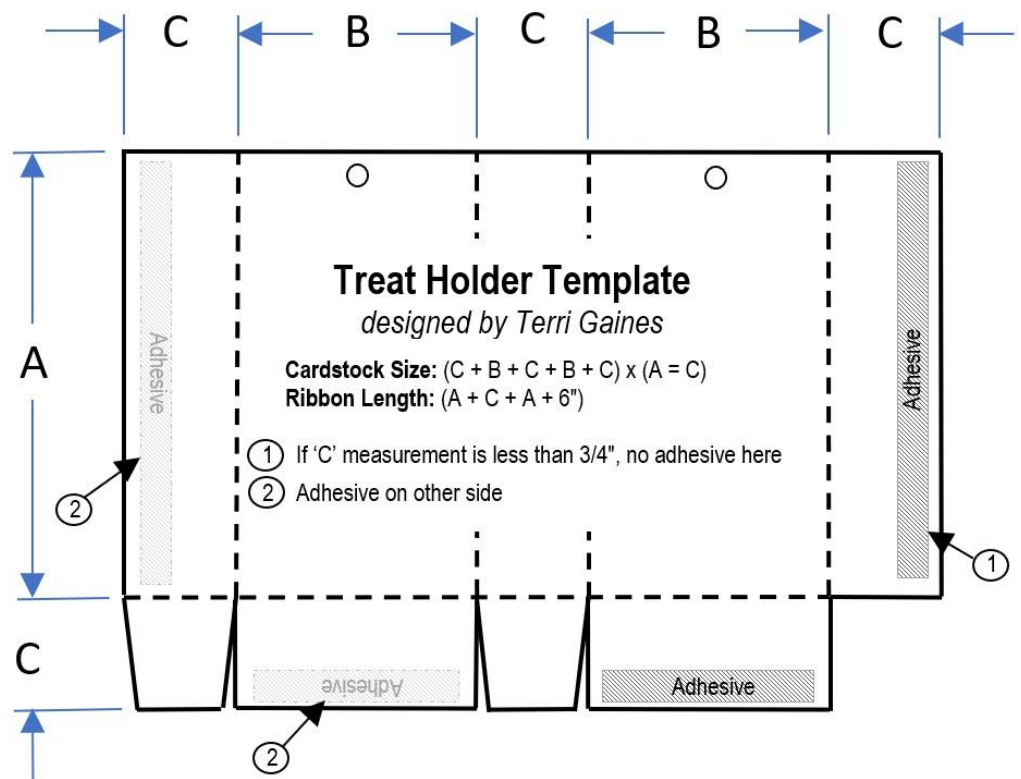 C B C B C
Treat Holder Template
designed by Terri Gaines
Cardstock Size: (C + B + C + B + C) x (A = C)
Ribbon Length: (A + C + A + 6")
1 If ‘C’ measurement is less than 3/4", no adhesive here
2 Adhesive on other side
A
Adhesive
2
Adhesive
1
C
Adhesive
Adhesive
2